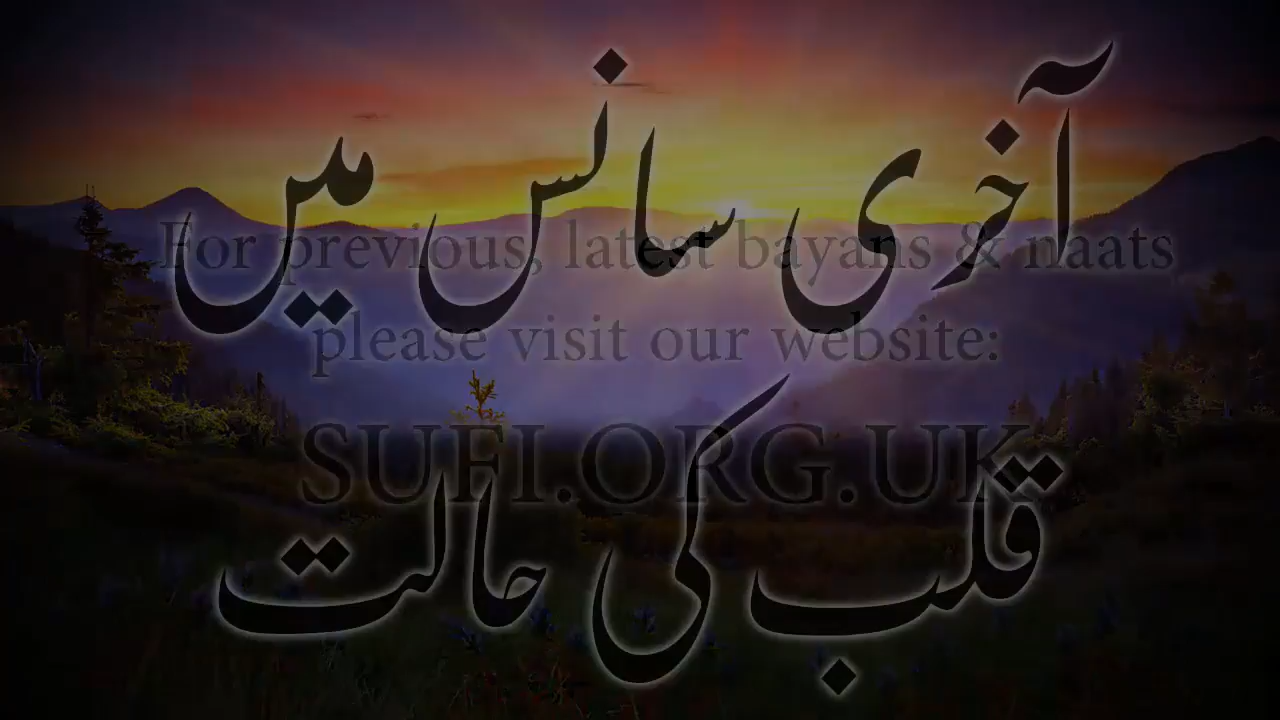 آخری سانس میں
For previous, latest bayans & naats
please visit our website:
SUFI.ORG.UK
قلب کی حالت